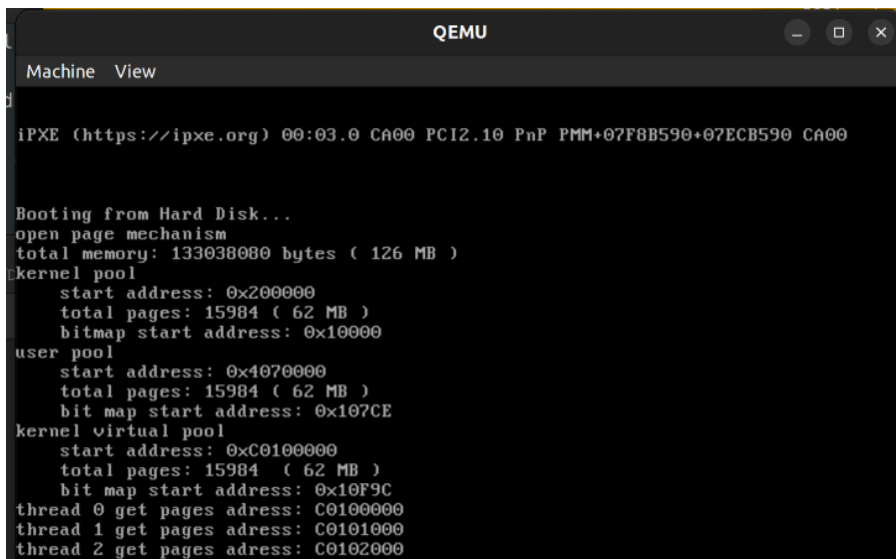 QEMU
Machine View
iPXE (https://ipxe.org) 00:03.0 CA00 PCI2.10 PnP PMM+07F8B590+07ECB590 CA00
Booting from Hard Disk...
open page mechanism
total memory: 133038080 bytes ( 126 MB )
kernel pool
    start address: 0x200000
    total pages: 15984 ( 62 MB )
    bitmap start address: 0x10000
user pool
    start address: 0x4070000
    total pages: 15984 ( 62 MB )
    bit map start address: 0x107CE
kernel virtual pool
    start address: 0xC0100000
    total pages: 15984  ( 62 MB )
    bit map start address: 0x10F9C
thread 0 get pages adress: C0100000
thread 1 get pages adress: C0101000
thread 2 get pages adress: C0102000